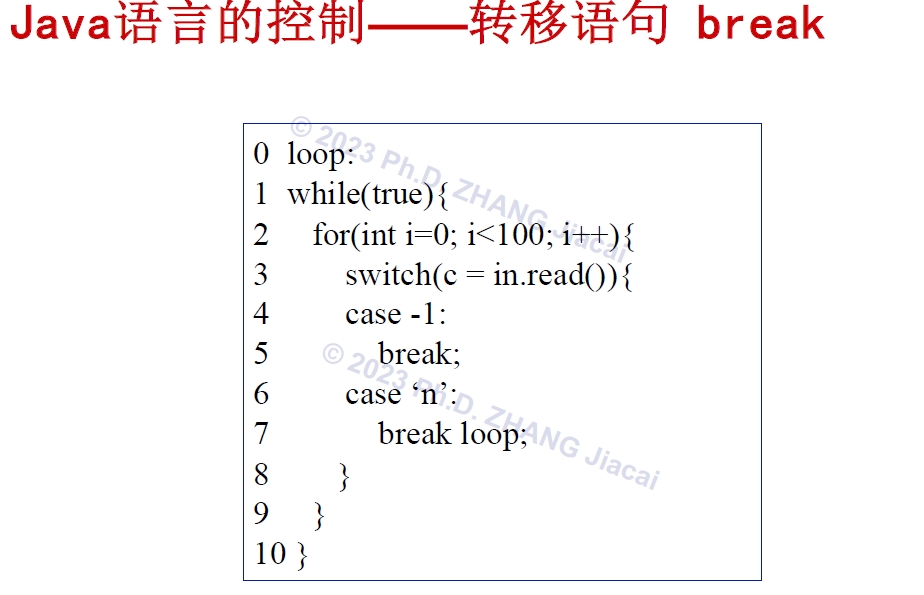 Java语言的控制——转移语句 break
© 2023 Ph.D. ZHANG Jiacai
0 loop:
1 while(true){
2 for(int i=0; i<100; i++){
3 switch(c = in.read()){
4 case -1:
5 break;
© 2023 Ph.D. ZHANG Jiacai
6 case ‘n’:
7 break loop;
8 }
9 }
10 }